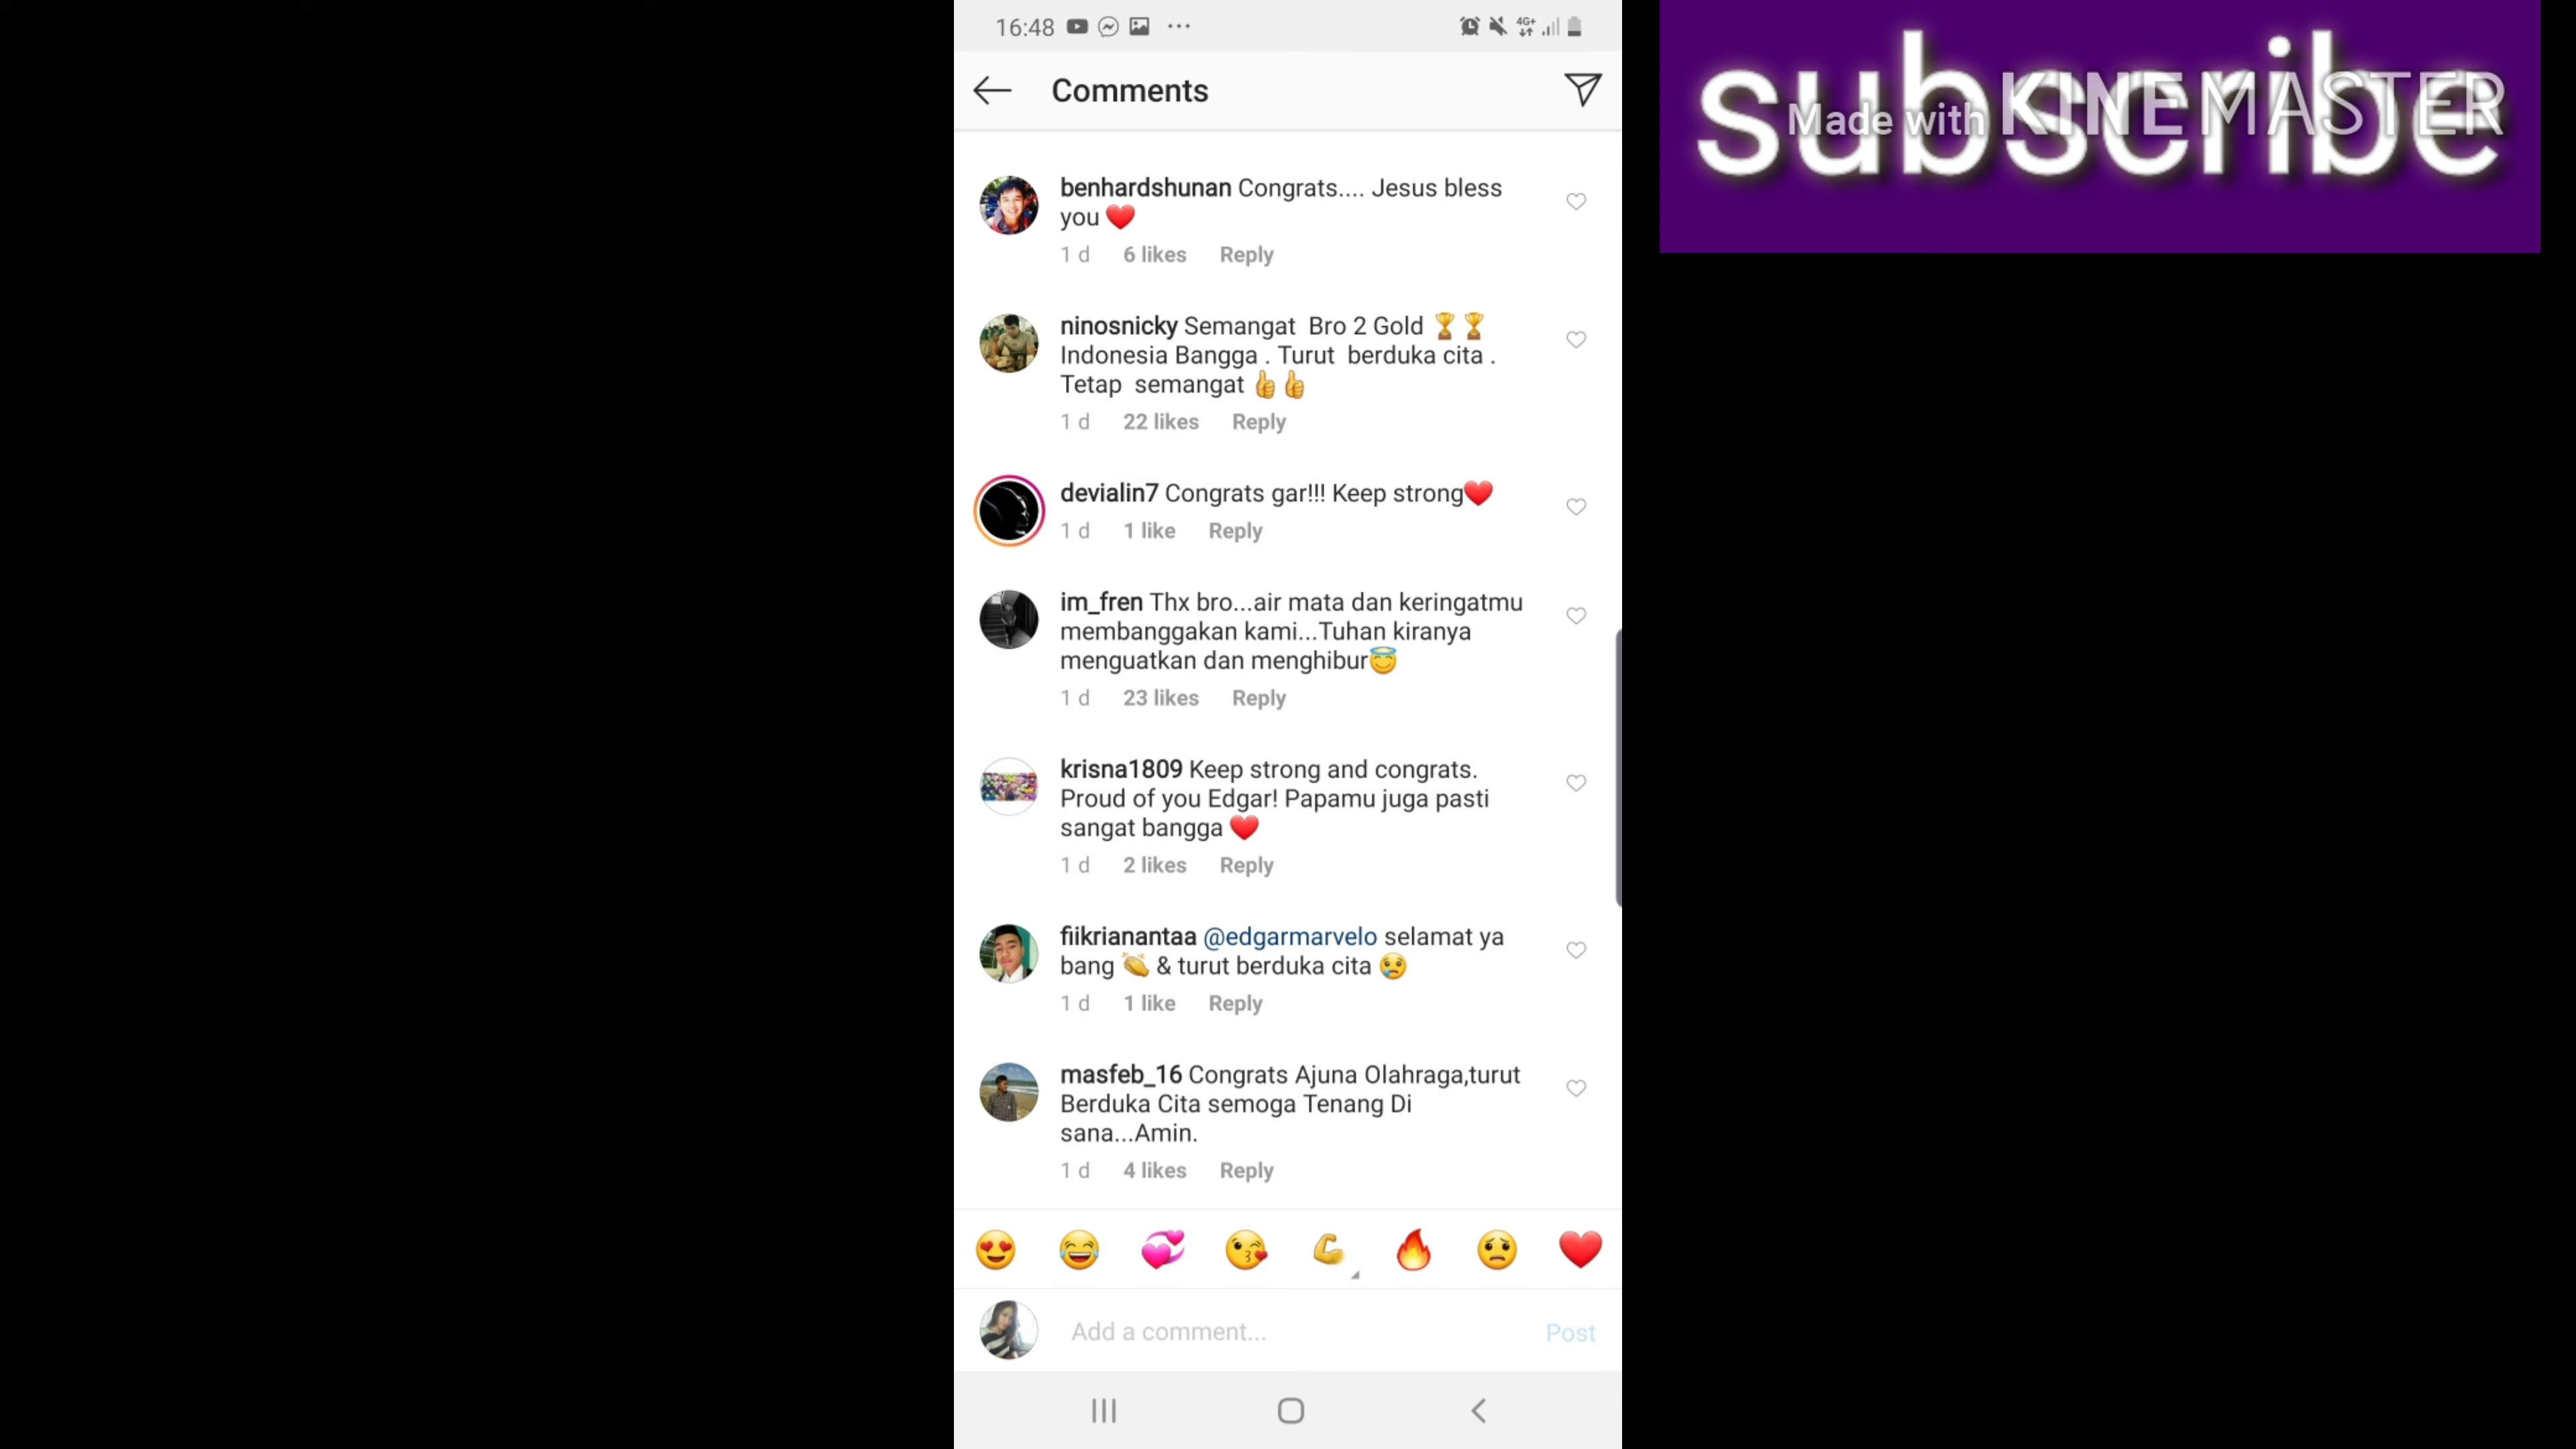 16:48
4G+
Comments
subscribe
Made with KINEMASTER
benhardshunan Congrats.... Jesus bless
you ❤️
1 d 6 likes Reply
ninosnicky Semangat Bro 2 Gold 🏆🏆
Indonesia Bangga . Turut berduka cita .
Tetap semangat 👍👍
1 d 22 likes Reply
devialin7 Congrats gar!!! Keep strong❤️
1 d 1 like Reply
im_fren Thx bro...air mata dan keringatmu
membanggakan kami...Tuhan kiranya
menguatkan dan menghibur😇
1 d 23 likes Reply
krisna1809 Keep strong and congrats.
Proud of you Edgar! Papamu juga pasti
sangat bangga ❤️
1 d 2 likes Reply
fiikrianantaa @edgarmarvelo selamat ya
bang 👏 & turut berduka cita 😢
1 d 1 like Reply
masfeb_16 Congrats Ajuna Olahraga,turut
Berduka Cita semoga Tenang Di
sana...Amin.
1 d 4 likes Reply
😍 😂 💞 😘 💪 🔥 😟 ❤️
Add a comment... Post